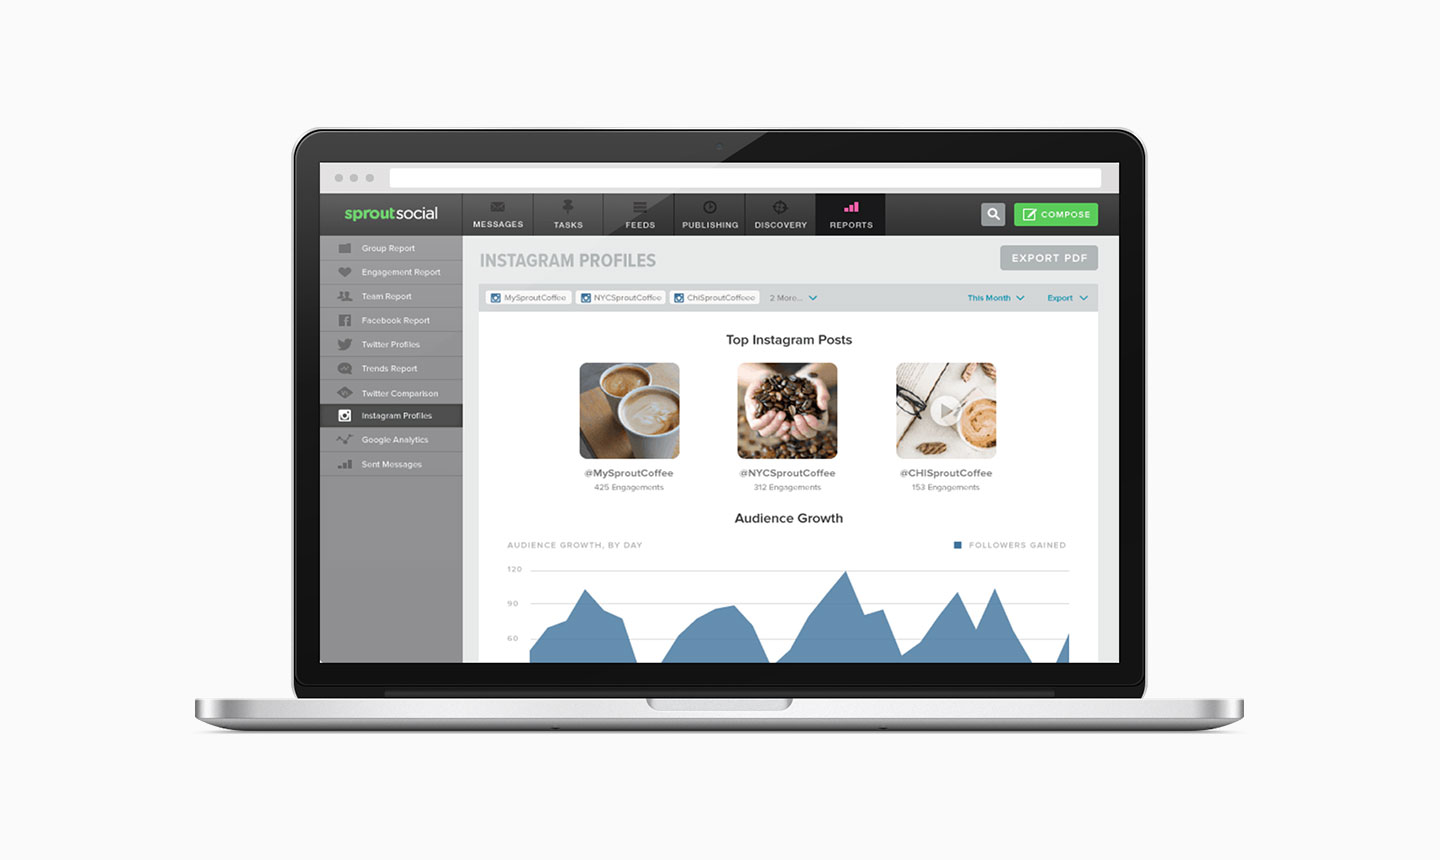 sproutsocial
MESSAGES
TASKS
FEEDS
PUBLISHING
DISCOVERY
REPORTS
COMPOSE
Group Report
Engagement Report
Team Report
Facebook Report
Twitter Profiles
Trends Report
Twitter Comparison
Instagram Profiles
Google Analytics
Sent Messages
INSTAGRAM PROFILES
EXPORT PDF
MySproutCoffee
NYCSproutCoffee
ChiSproutCoffeee
2 More...
This Month
Export
Top Instagram Posts
@MySproutCoffee
425 Engagements
@NYCSproutCoffee
312 Engagements
@CHISproutCoffee
153 Engagements
Audience Growth
AUDIENCE GROWTH, BY DAY
FOLLOWERS GAINED
120
90
60